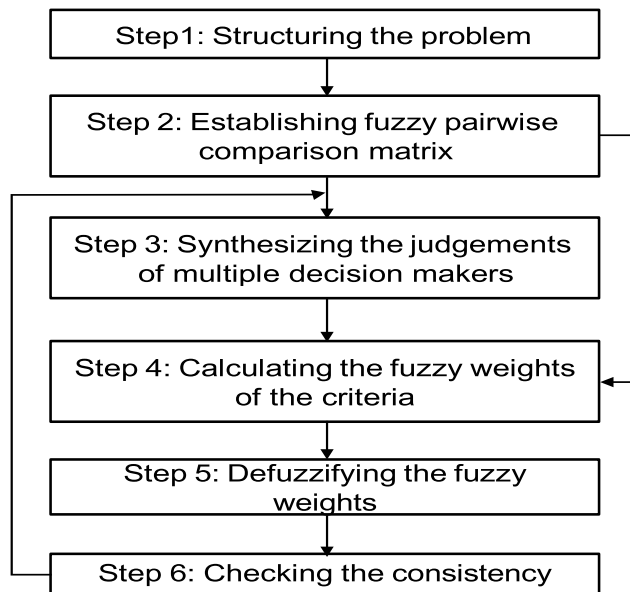 Step1: Structuring the problem
Step 2: Establishing fuzzy pairwise
comparison matrix
Step 3: Synthesizing the judgements
of multiple decision makers
Step 4: Calculating the fuzzy weights
of the criteria
Step 5: Defuzzifying the fuzzy
weights
Step 6: Checking the consistency